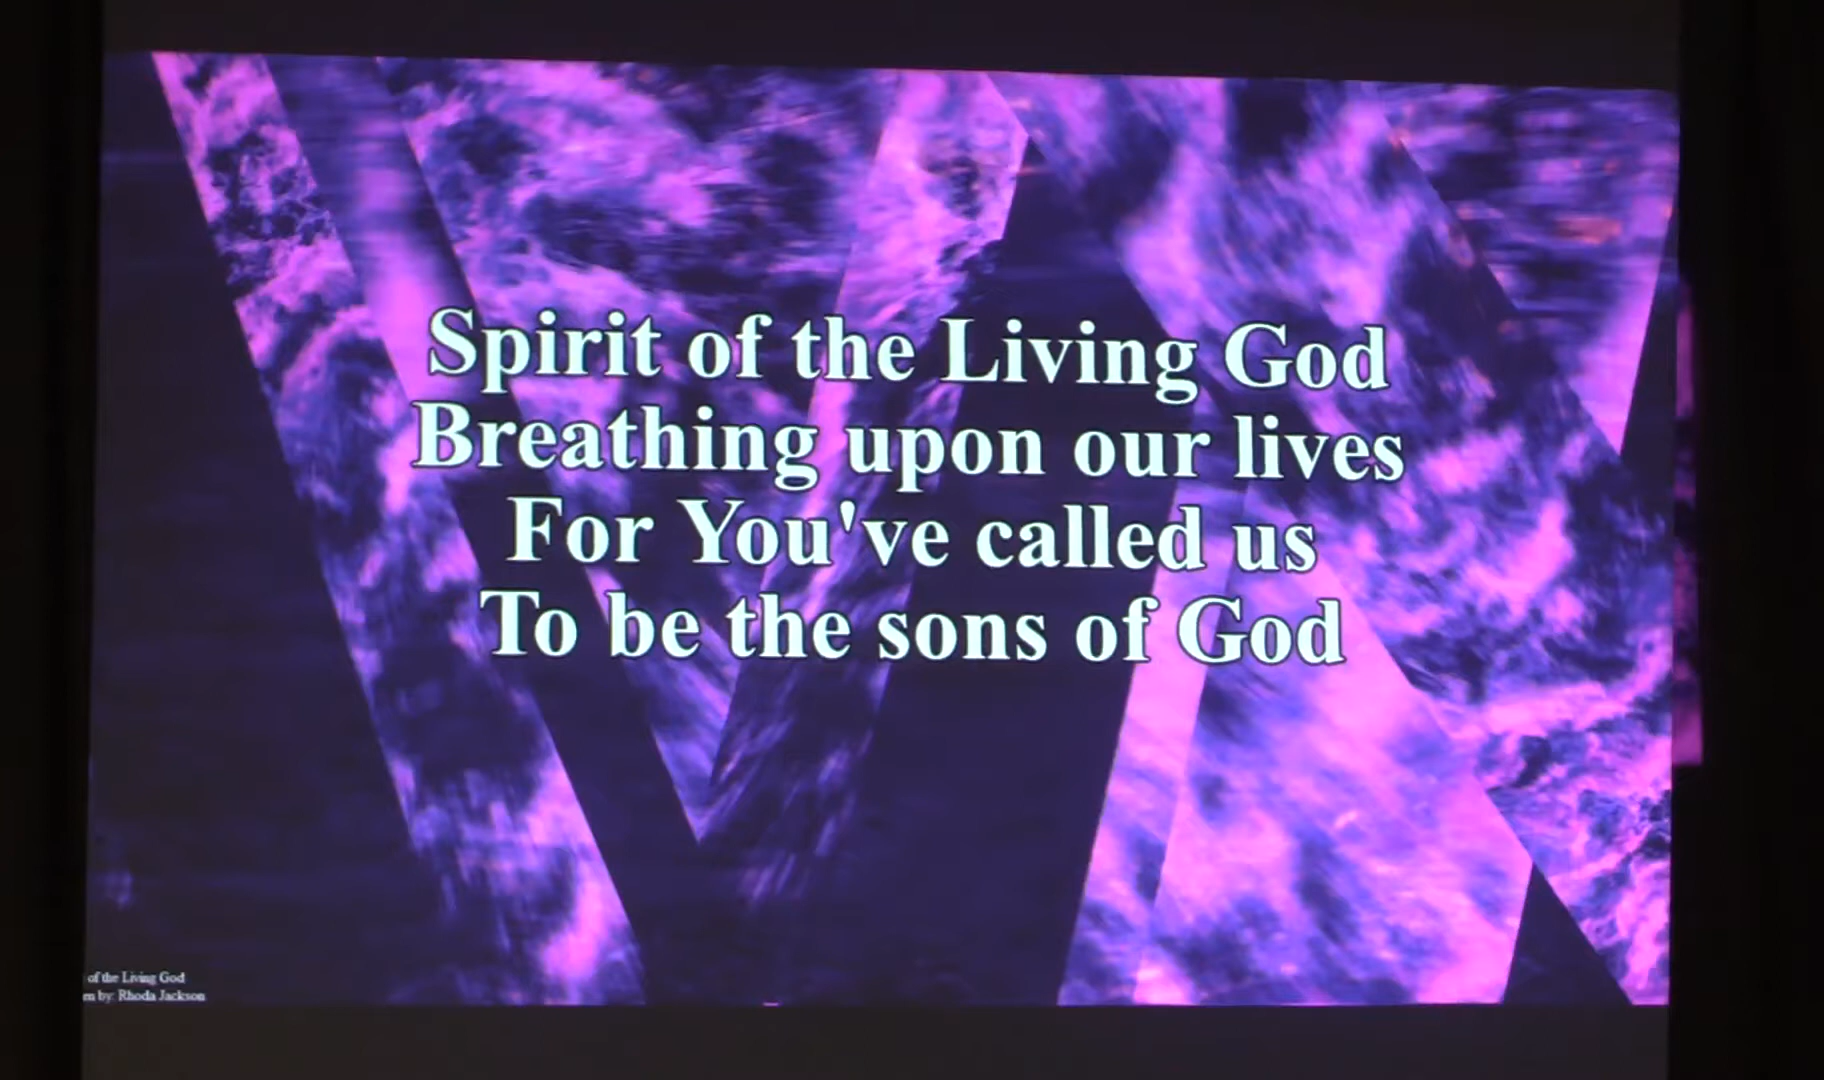 Spirit of the Living God
Breathing upon our lives
For You've called us
To be the sons of God
of the Living God
by: Rhoda Jackson